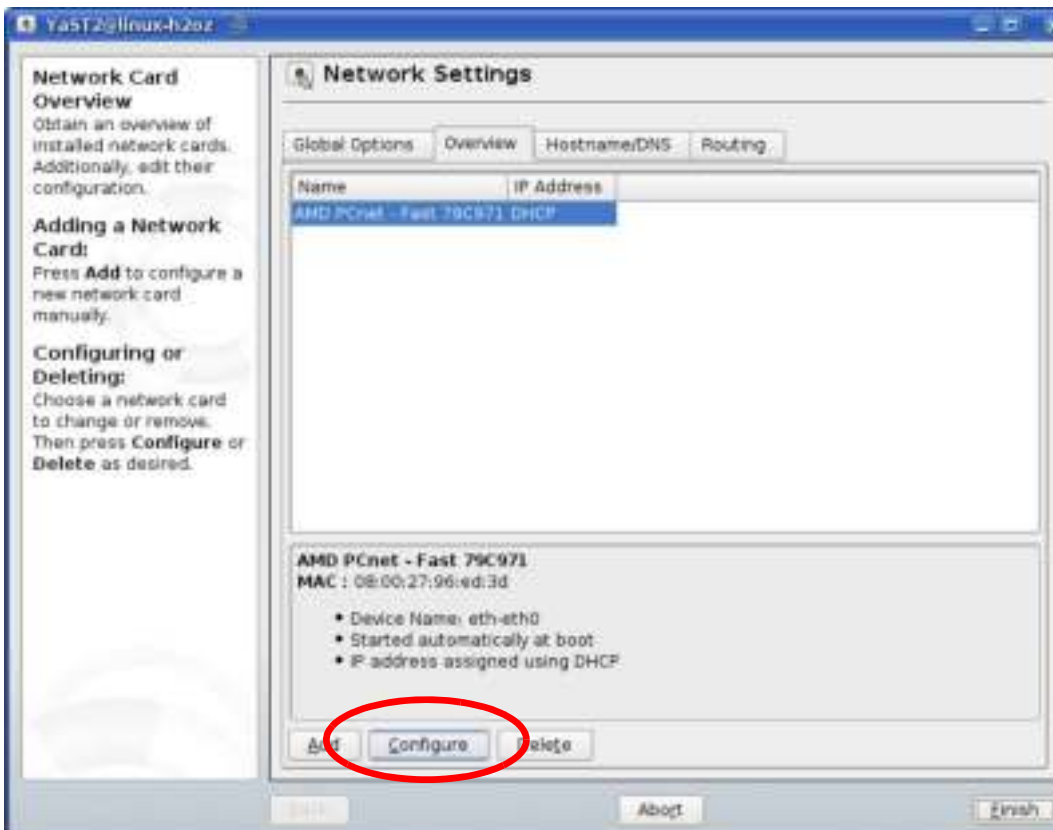 YaST2@linux-h2oz
Network Card
Overview
Obtain an overview of
installed network cards.
Additionally, edit their
configuration.
Adding a Network
Card:
Press Add to configure a
new network card
manually.
Configuring or
Deleting:
Choose a network card
to change or remove.
Then press Configure or
Delete as desired.
Network Settings
Global Options Overview Hostname/DNS Routing
Name IP Address
AMD PCnet - Fast 79C971 DHCP
AMD PCnet - Fast 79C971
MAC : 08:00:27:96:ed:3d
• Device Name: eth-eth0
• Started automatically at boot
• IP address assigned using DHCP
Add Configure Delete
Abort Finish